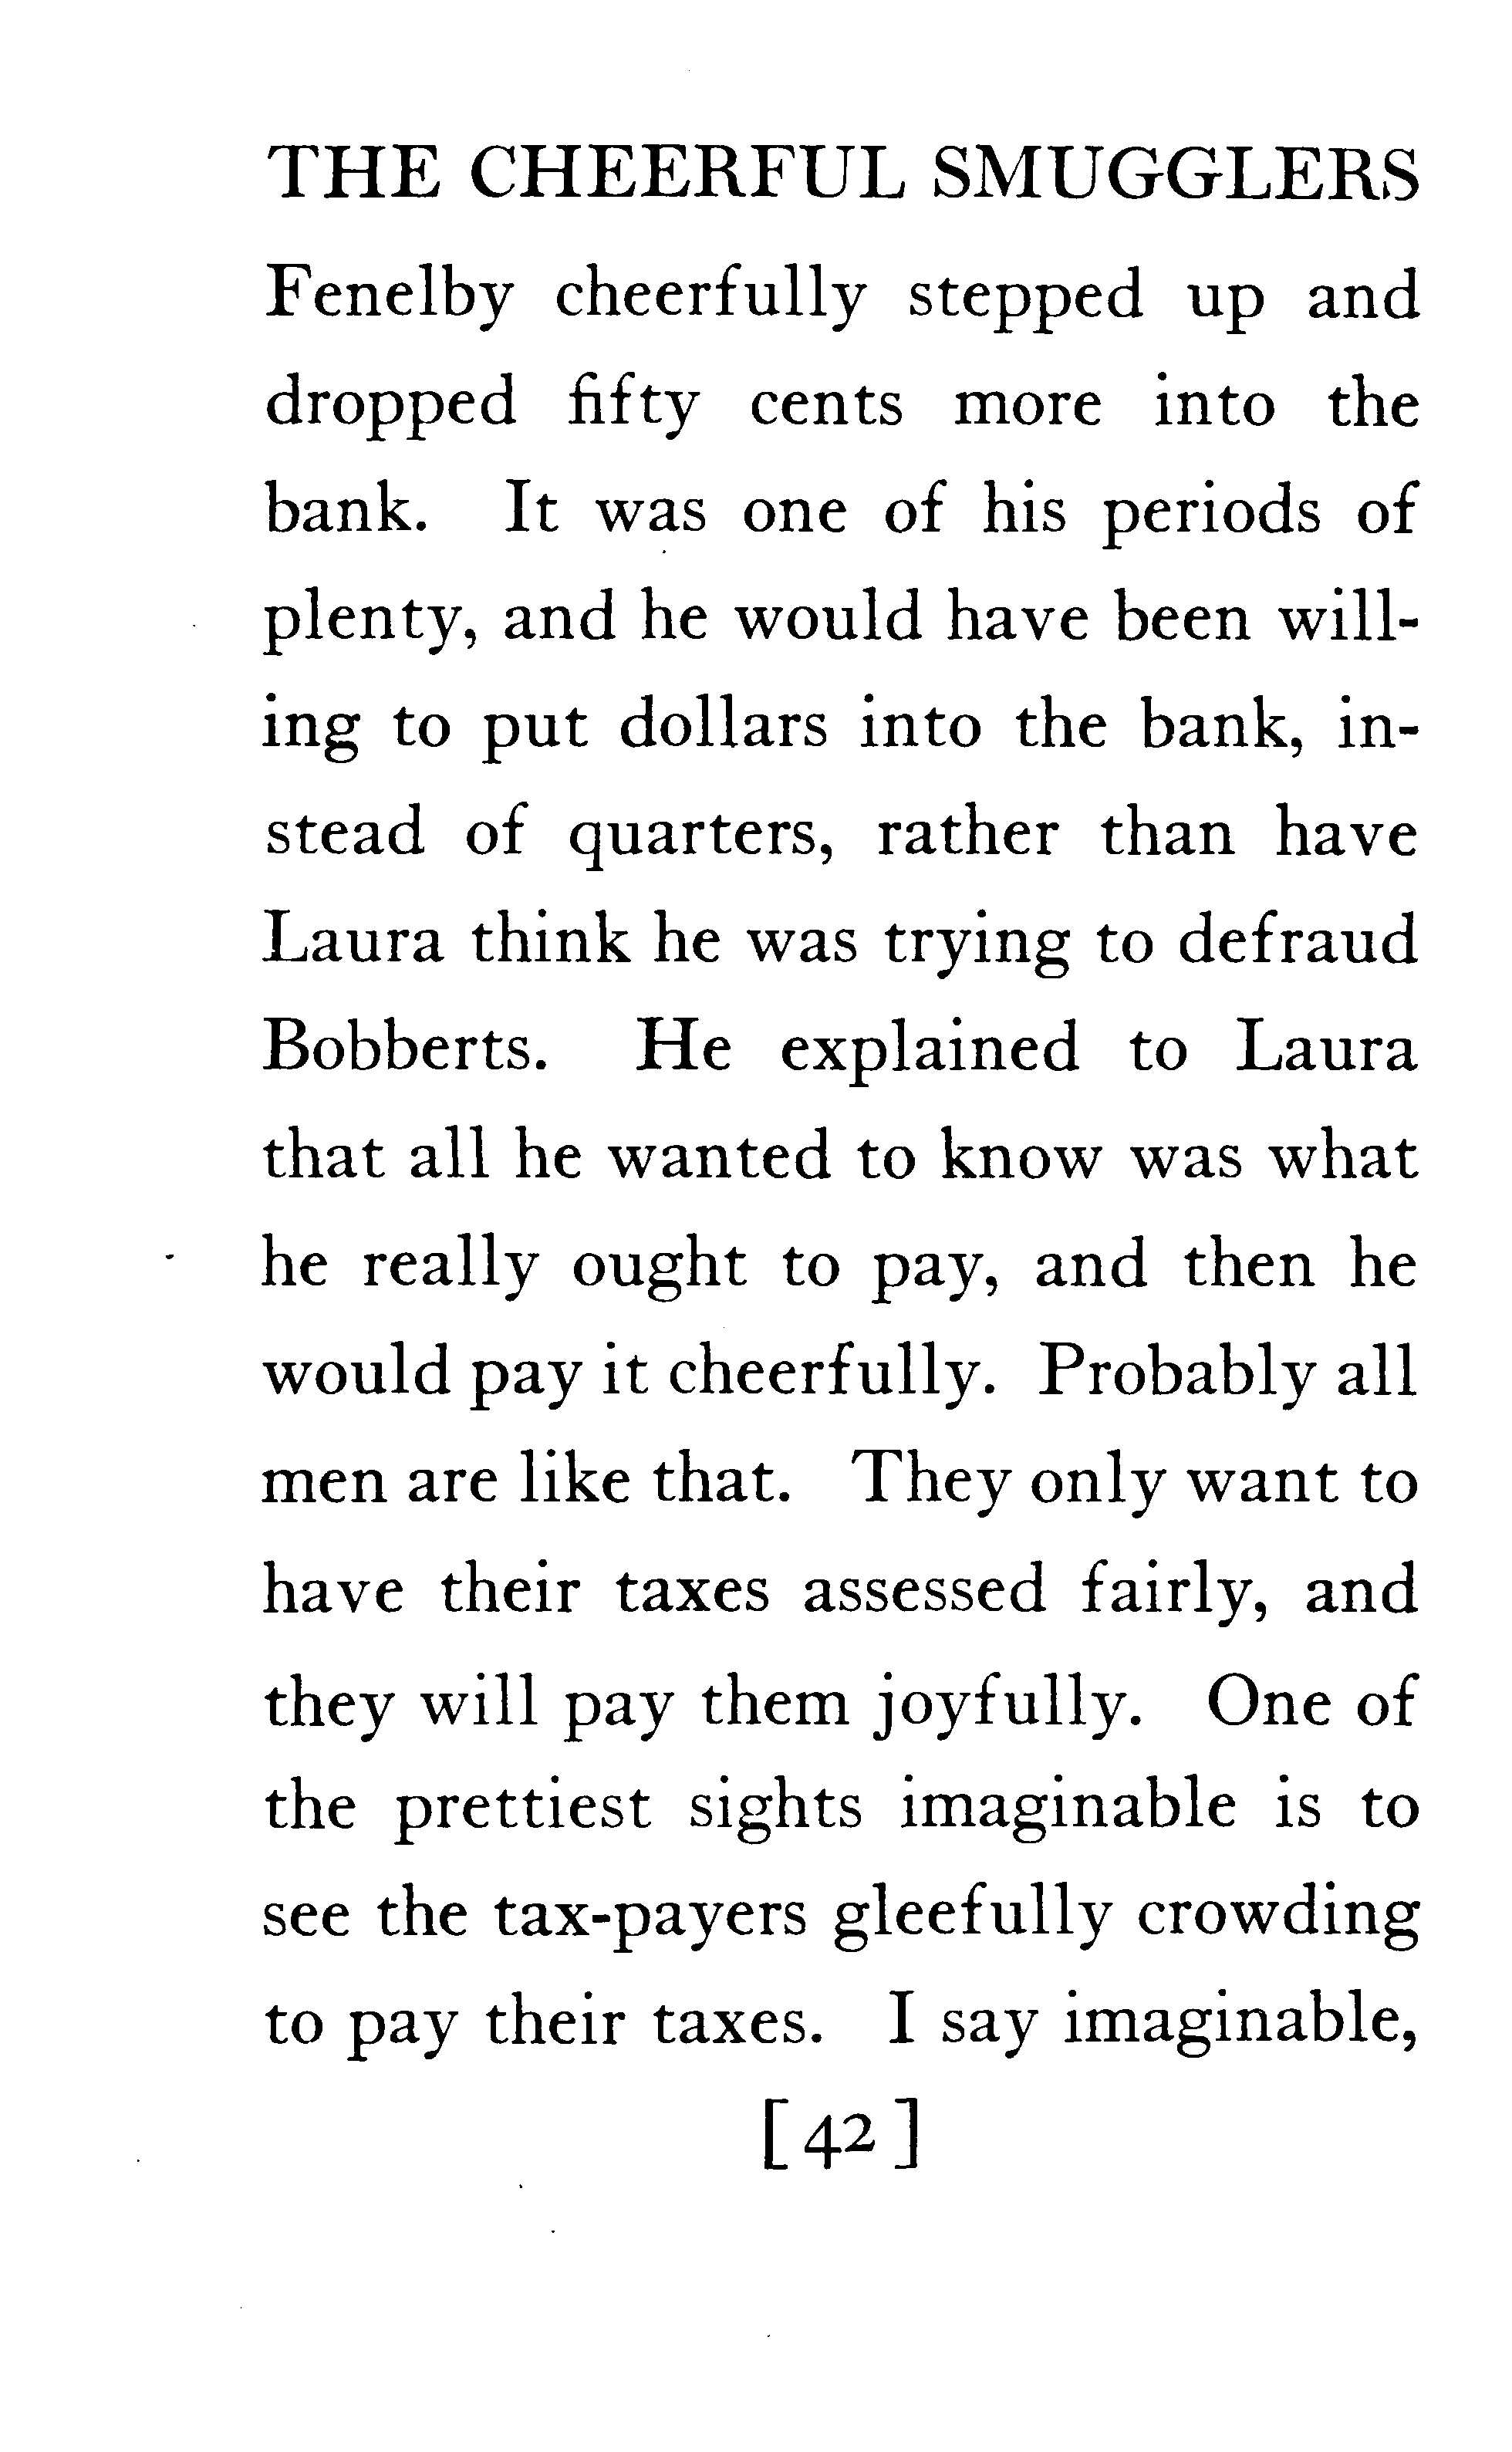 THE CHEERFUL SMUGGLERS
Fenelby cheerfully stepped up and
dropped fifty cents more into the
bank. It was one of his periods of
plenty, and he would have been will-
ing to put dollars into the bank, in-
stead of quarters, rather than have
Laura think he was trying to defraud
Bobberts. He explained to Laura
that all he wanted to know was what
he really ought to pay, and then he
would pay it cheerfully. Probably all
men are like that. They only want to
have their taxes assessed fairly, and
they will pay them joyfully. One of
the prettiest sights imaginable is to
see the tax-payers gleefully crowding
to pay their taxes. I say imaginable,
[42]